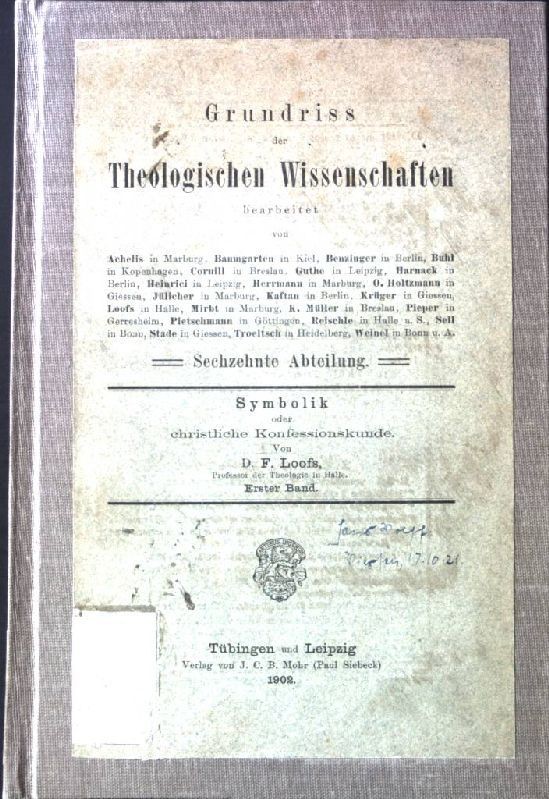 Grundriss
der
Theologischen Wissenschaften
bearbeitet
von
Achelis in Marburg, Baumgarten in Kiel, Benzinger in Berlin, Buhl
in Kopenhagen, Cornill in Breslau, Guthe in Leipzig, Harnack in
Berlin, Heinrici in Leipzig, Herrmann in Marburg, O. Holtzmann in
Giessen, Jülicher in Marburg, Kaftan in Berlin, Krüger in Giessen,
Loofs in Halle, Mirbt in Marburg, K. Müller in Breslau, Pieper in
Gerresheim, Pietschmann in Göttingen, Reischle in Halle a. S., Sell
in Bonn, Stade in Giessen, Troeltsch in Heidelberg, Weinel in Bonn u. A.
Sechzehnte Abteilung.
Symbolik
oder
christliche Konfessionskunde.
Von
D. F. Loofs,
Professor der Theologie in Halle.
Erster Band.
17.10.21
Tübingen und Leipzig
Verlag von J. C. B. Mohr (Paul Siebeck)
1902.